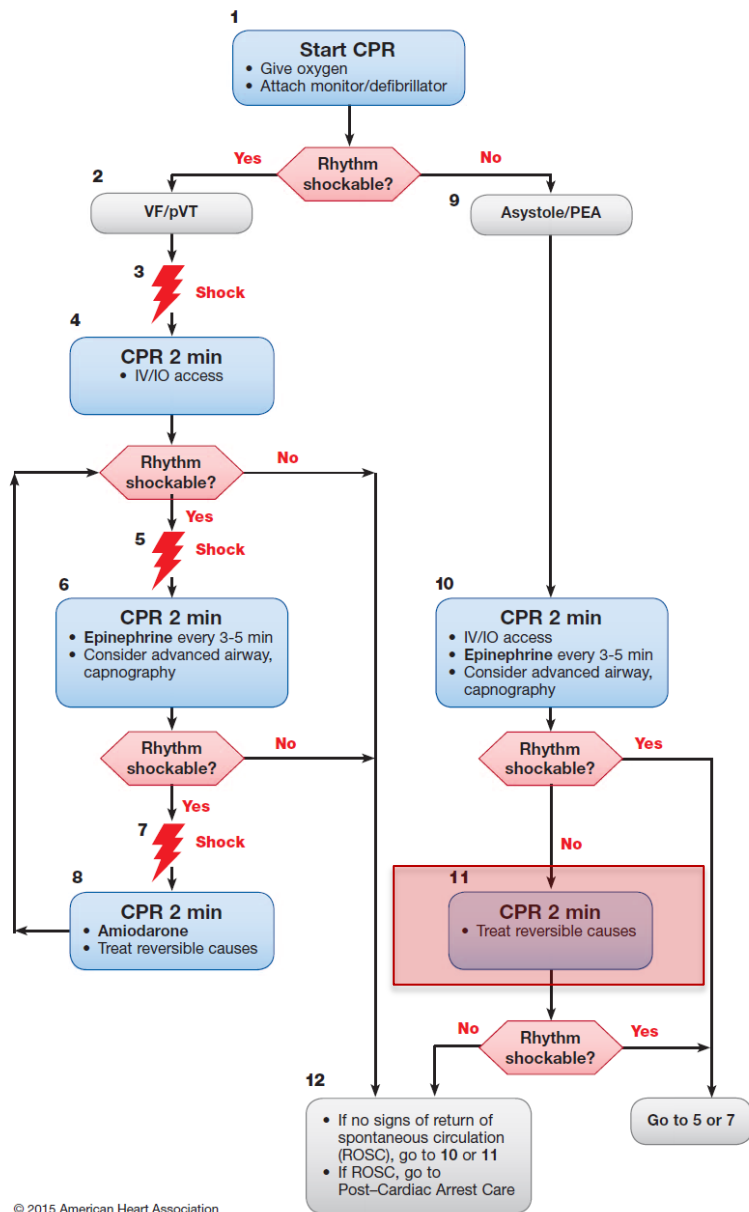 1
Start CPR
• Give oxygen
• Attach monitor/defibrillator
Yes
Rhythm
shockable?
No
2
VF/pVT
9
Asystole/PEA
3
Shock
4
CPR 2 min
• IV/IO access
Rhythm
shockable?
No
Yes
5
Shock
6
CPR 2 min
• Epinephrine every 3-5 min
• Consider advanced airway,
capnography
10
CPR 2 min
• IV/IO access
• Epinephrine every 3-5 min
• Consider advanced airway,
capnography
Rhythm
shockable?
No
Yes
Rhythm
shockable?
Yes
No
7
Shock
8
CPR 2 min
• Amiodarone
• Treat reversible causes
11
CPR 2 min
• Treat reversible causes
No
Rhythm
shockable?
Yes
12
• If no signs of return of
spontaneous circulation
(ROSC), go to 10 or 11
• If ROSC, go to
Post–Cardiac Arrest Care
Go to 5 or 7
© 2015 American Heart Association